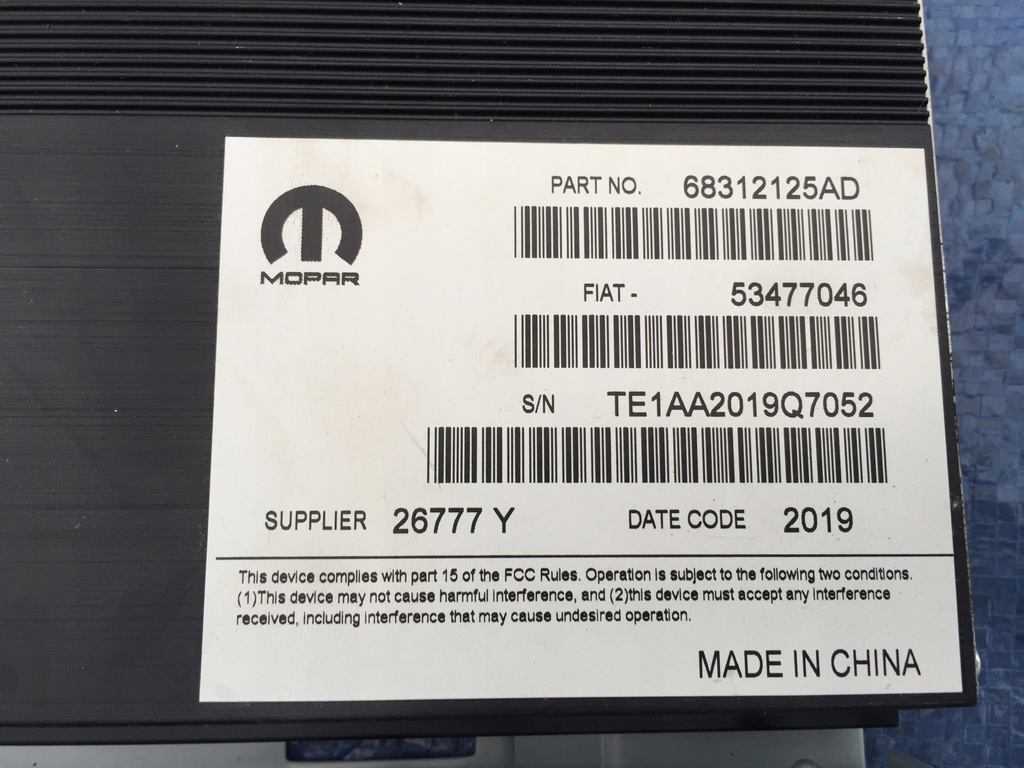 MOPAR
PART NO. 68312125AD
FIAT - 53477046
S/N TE1AA2019Q7052
SUPPLIER 26777 Y DATE CODE 2019
This device complies with part 15 of the FCC Rules. Operation is subject to the following two conditions.
(1)This device may not cause harmful interference, and (2)this device must accept any interference
received, including interference that may cause undesired operation.
MADE IN CHINA